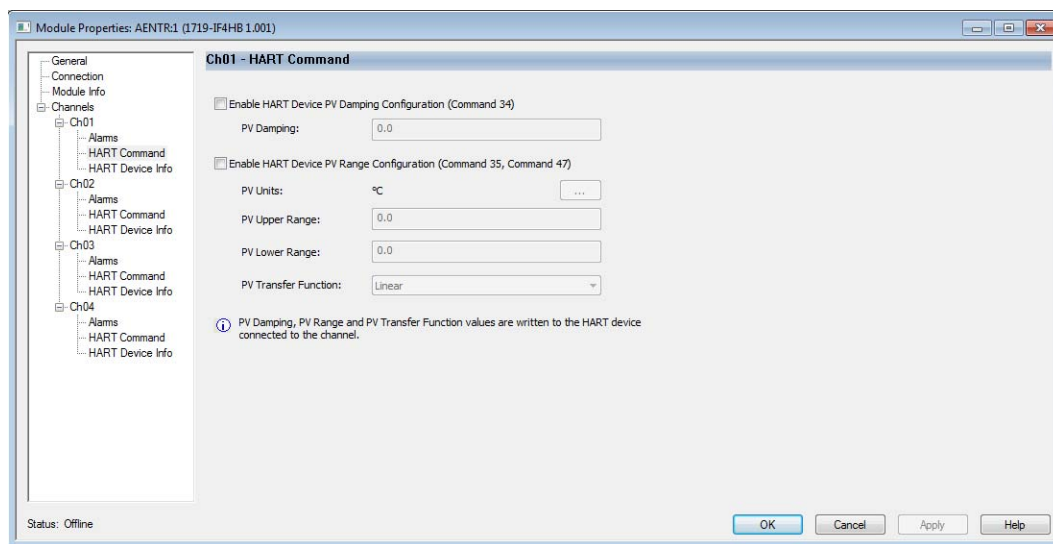 Module Properties: AENTR:1 (1719-IF4HB 1.001)
General
Connection
Module Info
Channels
Ch01
Alarms
HART Command
HART Device Info
Ch02
Alarms
HART Command
HART Device Info
Ch03
Alarms
HART Command
HART Device Info
Ch04
Alarms
HART Command
HART Device Info
Ch01 - HART Command
Enable HART Device PV Damping Configuration (Command 34)
PV Damping: 0.0
Enable HART Device PV Range Configuration (Command 35, Command 47)
PV Units: °C ...
PV Upper Range: 0.0
PV Lower Range: 0.0
PV Transfer Function: Linear
PV Damping, PV Range and PV Transfer Function values are written to the HART device
connected to the channel.
Status: Offline
OK Cancel Apply Help